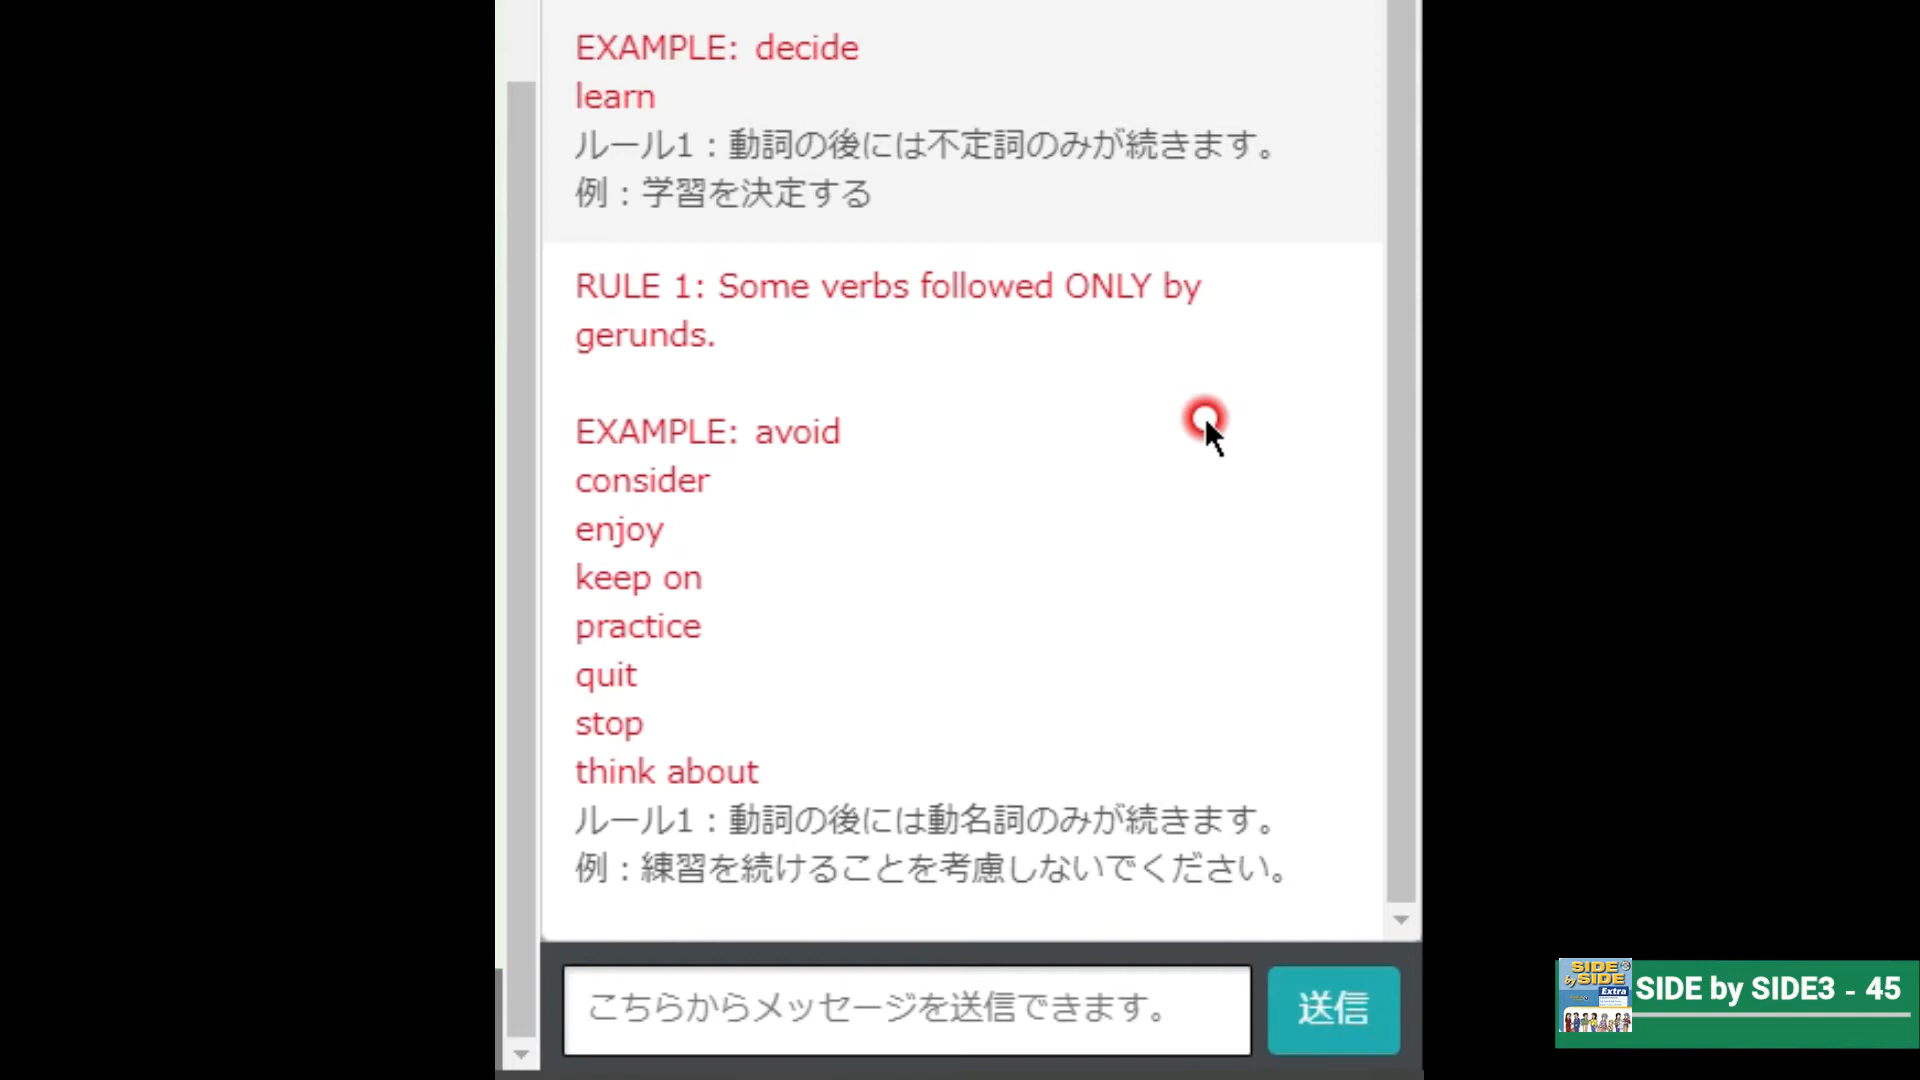 EXAMPLE: decide
learn
ルール1：動詞の後には不定詞のみが続きます。
例：学習を決定する
RULE 1: Some verbs followed ONLY by
gerunds.
EXAMPLE: avoid
consider
enjoy
keep on
practice
quit
stop
think about
ルール1：動詞の後には動名詞のみが続きます。
例：練習を続けることを考慮しないでください。
こちらからメッセージを送信できます。
送信
SIDE
by SIDE
Extra
SIDE by SIDE3 - 45